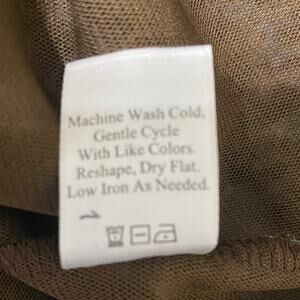 Machine Wash Cold,
Gentle Cycle
With Like Colors.
Reshape, Dry Flat.
Low Iron As Needed.